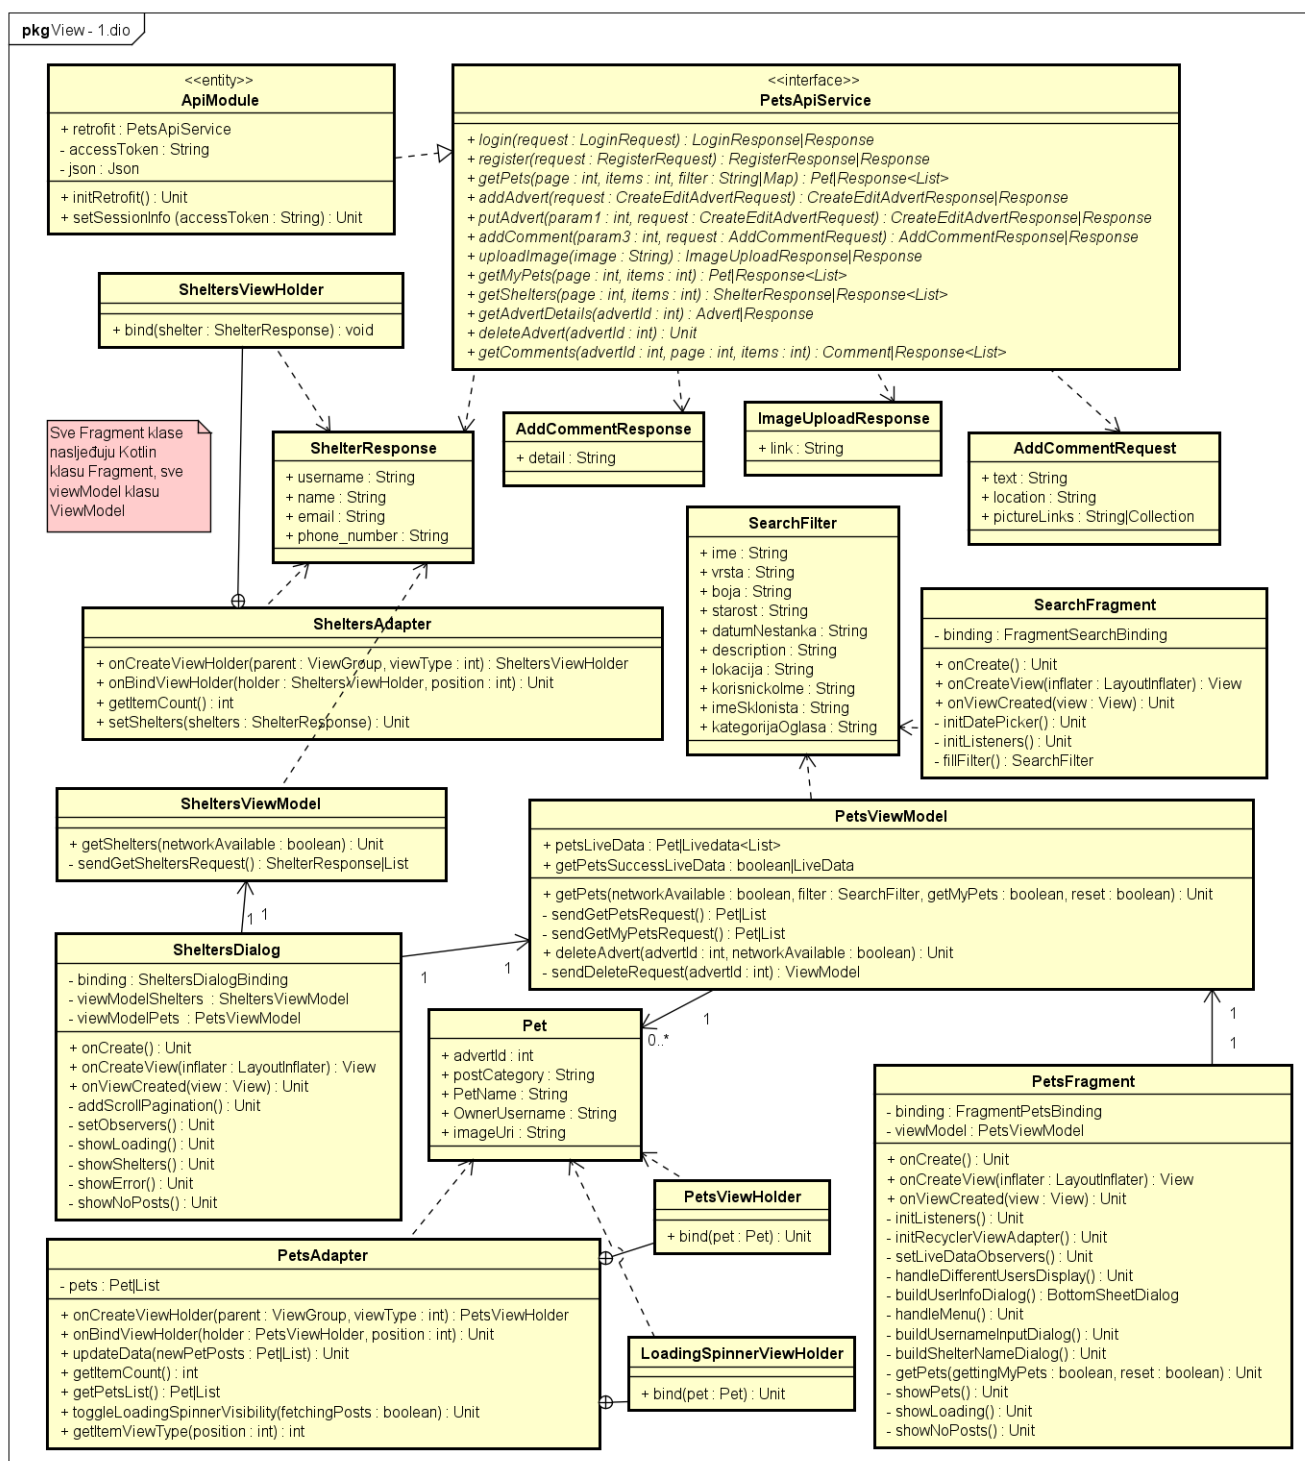 pkg View - 1.dio
<<entity>>
ApiModule
+ retrofit : PetsApiService
- accessToken : String
- json : Json
+ initRetrofit() : Unit
+ setSessionInfo (accessToken : String) : Unit
<<interface>>
PetsApiService
+ login(request : LoginRequest) : LoginResponse|Response
+ register(request : RegisterRequest) : RegisterResponse|Response
+ getPets(page : int, items : int, filter : String|Map) : Pet|Response<List>
+ addAdvert(request : CreateEditAdvertRequest) : CreateEditAdvertResponse|Response
+ putAdvert(param1 : int, request : CreateEditAdvertRequest) : CreateEditAdvertResponse|Response
+ addComment(param3 : int, request : AddCommentRequest) : AddCommentResponse|Response
+ uploadImage(image : String) : ImageUploadResponse|Response
+ getMyPets(page : int, items : int) : Pet|Response<List>
+ getShelters(page : int, items : int) : ShelterResponse|Response<List>
+ getAdvertDetails(advertId : int) : Advert|Response
+ deleteAdvert(advertId : int) : Unit
+ getComments(advertId : int, page : int, items : int) : Comment|Response<List>
SheltersViewHolder
+ bind(shelter : ShelterResponse) : void
Sve Fragment klase
nasljeđuju Kotlin
klasu Fragment, sve
viewModel klasu
ViewModel
ShelterResponse
+ username : String
+ name : String
+ email : String
+ phone_number : String
AddCommentResponse
+ detail : String
ImageUploadResponse
+ link : String
AddCommentRequest
+ text : String
+ location : String
+ pictureLinks : String|Collection
SearchFilter
+ ime : String
+ vrsta : String
+ boja : String
+ starost : String
+ datumNestanka : String
+ description : String
+ lokacija : String
+ korisnickoIme : String
+ imeSklonista : String
+ kategorijaOglasa : String
SearchFragment
- binding : FragmentSearchBinding
+ onCreate() : Unit
+ onCreateView(inflater : LayoutInflater) : View
+ onViewCreated(view : View) : Unit
- initDatePicker() : Unit
- initListeners() : Unit
- fillFilter() : SearchFilter
SheltersAdapter
+ onCreateViewHolder(parent : ViewGroup, viewType : int) : SheltersViewHolder
+ onBindViewHolder(holder : SheltersViewHolder, position : int) : Unit
+ getItemCount() : int
+ setShelters(shelters : ShelterResponse) : Unit
SheltersViewModel
+ getShelters(networkAvailable : boolean) : Unit
- sendGetSheltersRequest() : ShelterResponse|List
1
1
PetsViewModel
+ petsLiveData : Pet|Livedata<List>
+ getPetsSuccessLiveData : boolean|LiveData
+ getPets(networkAvailable : boolean, filter : SearchFilter, getMyPets : boolean, reset : boolean) : Unit
- sendGetPetsRequest() : Pet|List
- sendGetMyPetsRequest() : Pet|List
+ deleteAdvert(advertId : int, networkAvailable : boolean) : Unit
- sendDeleteRequest(advertId : int) : ViewModel
SheltersDialog
- binding : SheltersDialogBinding
- viewModelShelters : SheltersViewModel
- viewModelPets : PetsViewModel
+ onCreate() : Unit
+ onCreateView(inflater : LayoutInflater) : View
+ onViewCreated(view : View) : Unit
- addScrollPagination() : Unit
- setObservers() : Unit
- showLoading() : Unit
- showShelters() : Unit
- showError() : Unit
- showNoPosts() : Unit
1
1
1
0..*
1
1
Pet
+ advertId : int
+ postCategory : String
+ PetName : String
+ OwnerUsername : String
+ imageUri : String
PetsFragment
- binding : FragmentPetsBinding
- viewModel : PetsViewModel
+ onCreate() : Unit
+ onCreateView(inflater : LayoutInflater) : View
+ onViewCreated(view : View) : Unit
- initListeners() : Unit
- initRecyclerViewAdapter() : Unit
- setLiveDataObservers() : Unit
- handleDifferentUsersDisplay() : Unit
- buildUserInfoDialog() : BottomSheetDialog
- handleMenu() : Unit
- buildUsernameInputDialog() : Unit
- buildShelterNameDialog() : Unit
- getPets(gettingMyPets : boolean, reset : boolean) : Unit
- showPets() : Unit
- showLoading() : Unit
- showNoPosts() : Unit
PetsViewHolder
+ bind(pet : Pet) : Unit
PetsAdapter
- pets : Pet|List
+ onCreateViewHolder(parent : ViewGroup, viewType : int) : PetsViewHolder
+ onBindViewHolder(holder : PetsViewHolder, position : int) : Unit
+ updateData(newPetPosts : Pet|List) : Unit
+ getItemCount() : int
+ getPetsList() : Pet|List
+ toggleLoadingSpinnerVisibility(fetchingPosts : boolean) : Unit
+ getItemViewType(position : int) : int
LoadingSpinnerViewHolder
+ bind(pet : Pet) : Unit